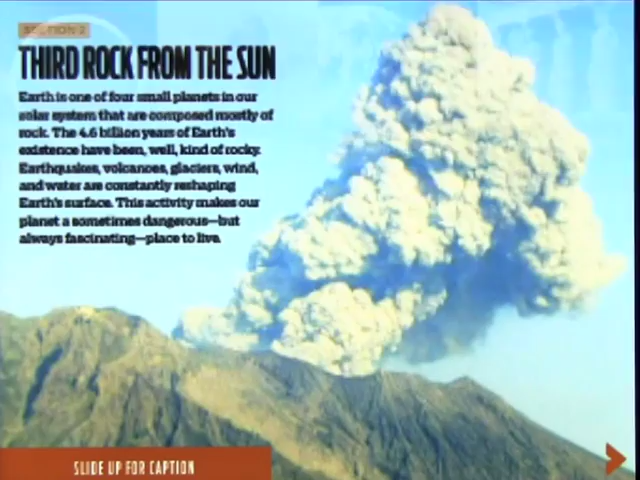 SECTION 2
THIRD ROCK FROM THE SUN
Earth is one of four small planets in our
solar system that are composed mostly of
rock. The 4.6 billion years of Earth's
existence have been, well, kind of rocky.
Earthquakes, volcanoes, glaciers, wind,
and water are constantly reshaping
Earth's surface. This activity makes our
planet a sometimes dangerous—but
always fascinating—place to live.
SLIDE UP FOR CAPTION